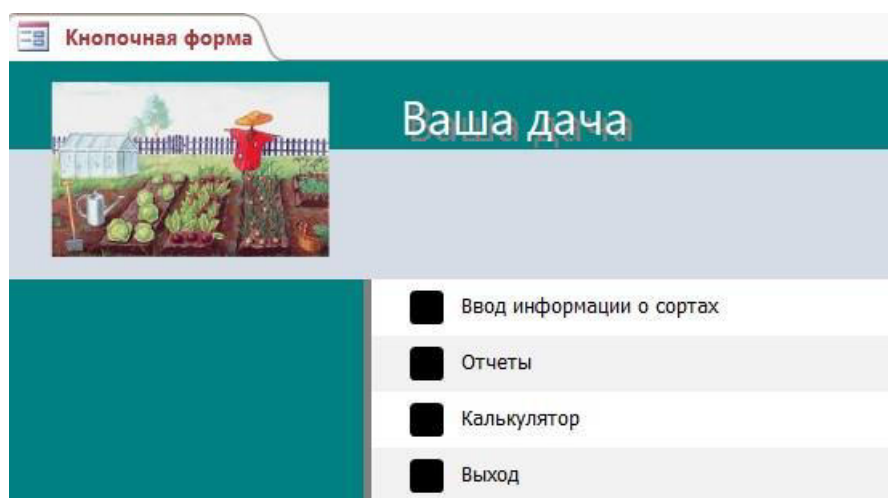 Кнопочная форма
Ваша дача
Ввод информации о сортах
Отчеты
Калькулятор
Выход